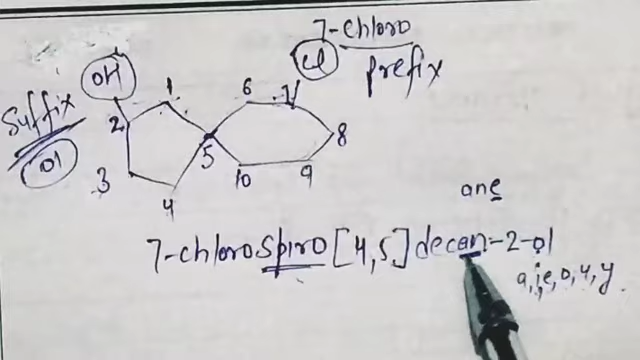 7-chloro
prefix
Cl
OH
Suffix
ol
1
2
3
4
5
6
7
8
9
10
ane
7-chlorospiro[4,5]decan-2-ol
a,i,e,o,u,y